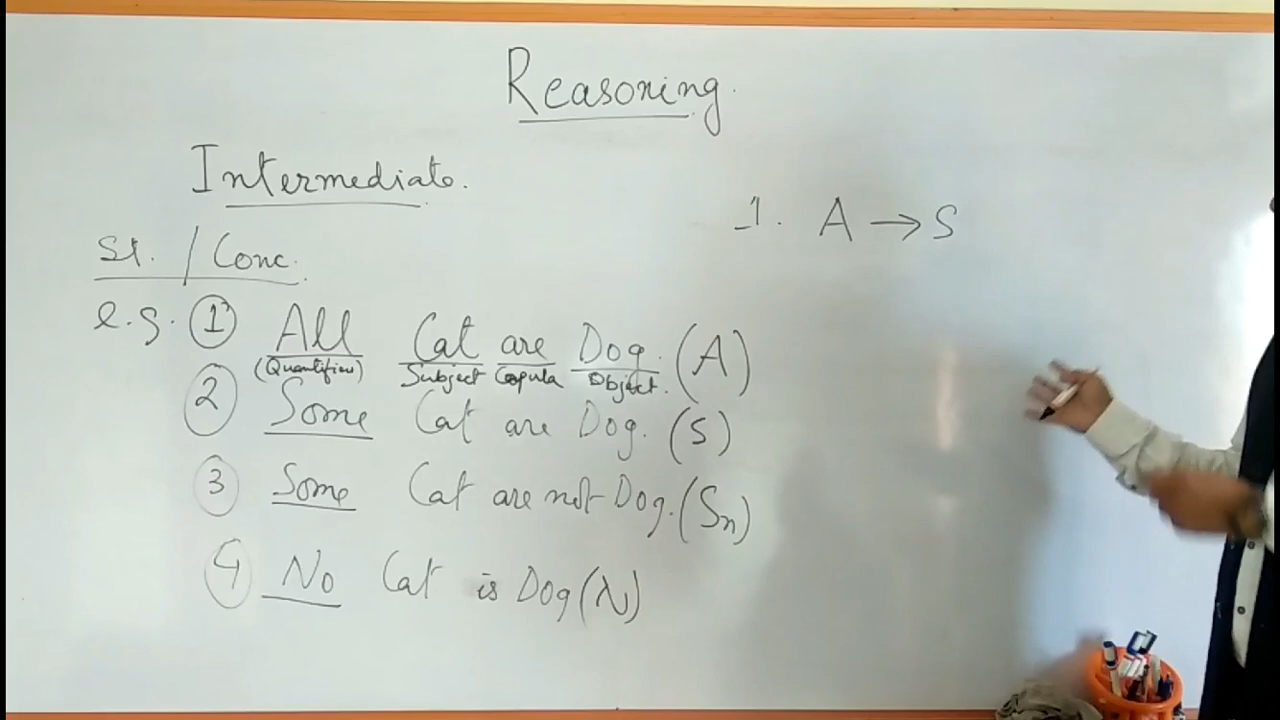 Reasoning.
Intermediate.
St. / Conc.
e.g. 1 All Cat are Dog. (A)
(Quantifier) Subject Copula Object.
2 Some Cat are Dog. (S)
3 Some Cat are not Dog. (Sn)
4 No Cat is Dog (N)
1. A → S